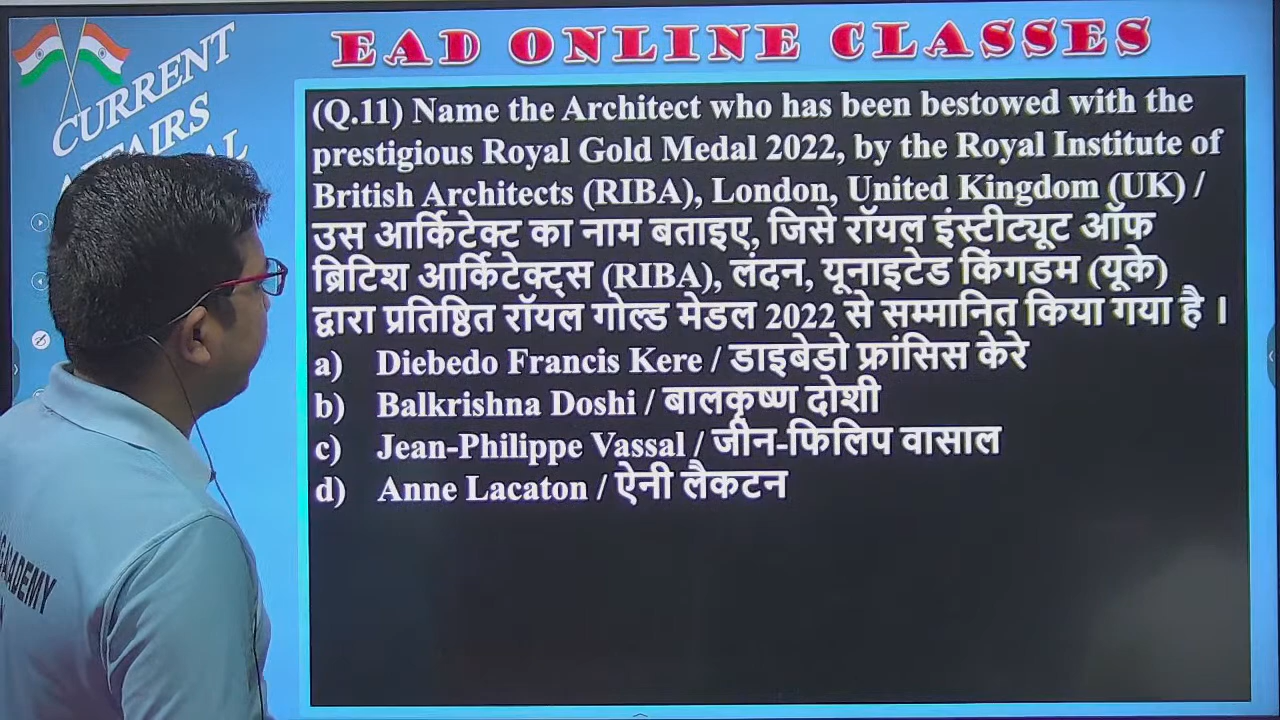 EAD ONLINE CLASSES
CURRENT
AFFAIRS
(Q.11) Name the Architect who has been bestowed with the
prestigious Royal Gold Medal 2022, by the Royal Institute of
British Architects (RIBA), London, United Kingdom (UK) /
उस आर्किटेक्ट का नाम बताइए, जिसे रॉयल इंस्टीट्यूट ऑफ
ब्रिटिश आर्किटेक्ट्स (RIBA), लंदन, यूनाइटेड किंगडम (यूके)
द्वारा प्रतिष्ठित रॉयल गोल्ड मेडल 2022 से सम्मानित किया गया है ।
a) Diebedo Francis Kere / डाइबेडो फ्रांसिस केरे
b) Balkrishna Doshi / बालकृष्ण दोशी
c) Jean-Philippe Vassal / जीन-फिलिप वासाल
d) Anne Lacaton / ऐनी लैकटन